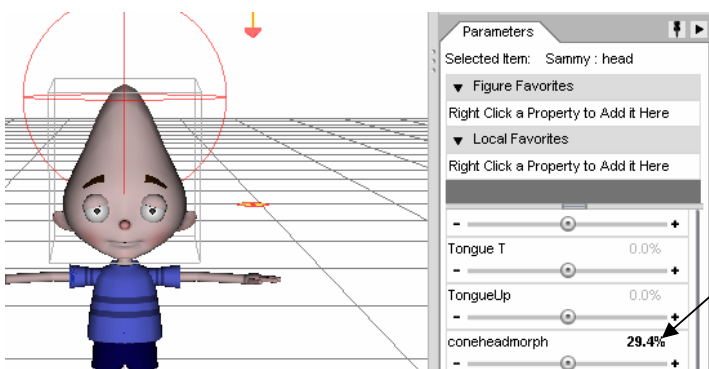 Parameters
Selected Item: Sammy : head
Figure Favorites
Right Click a Property to Add it Here
Local Favorites
Right Click a Property to Add it Here
- +
Tongue T 0.0%
- +
TongueUp 0.0%
- +
coneheadmorph 29.4%
- +